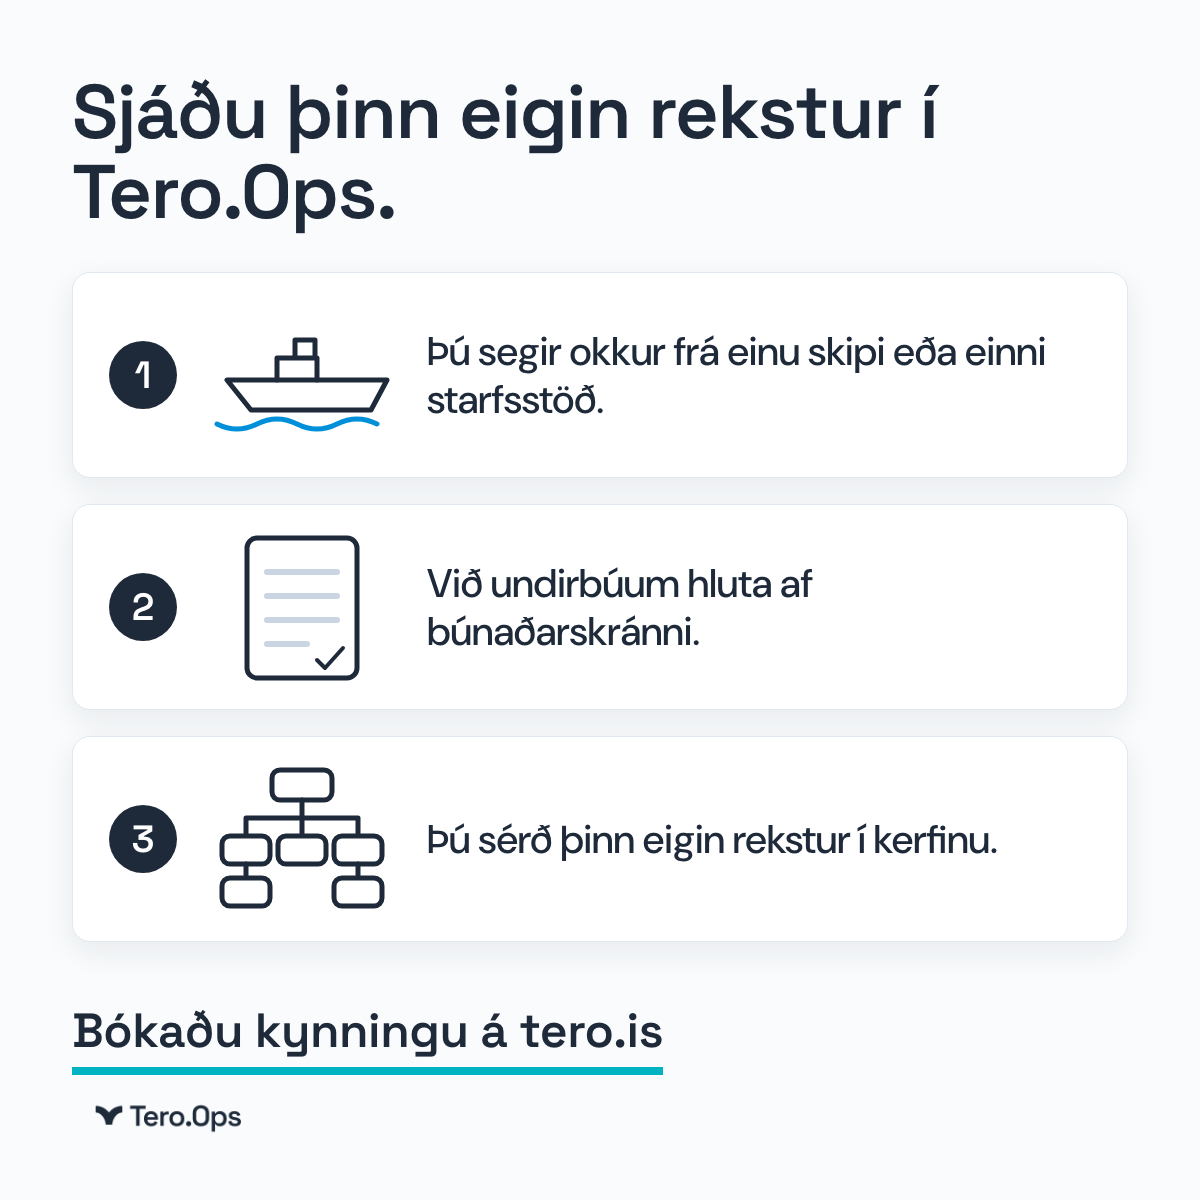 Sjáðu þinn eigin rekstur í
Tero.Ops.
1
Þú segir okkur frá einu skipi eða einni
starfsstöð.
2
Við undirbúum hluta af
búnaðarskránni.
3
Þú sérð þinn eigin rekstur í kerfinu.
Bókaðu kynningu á tero.is
Tero.Ops